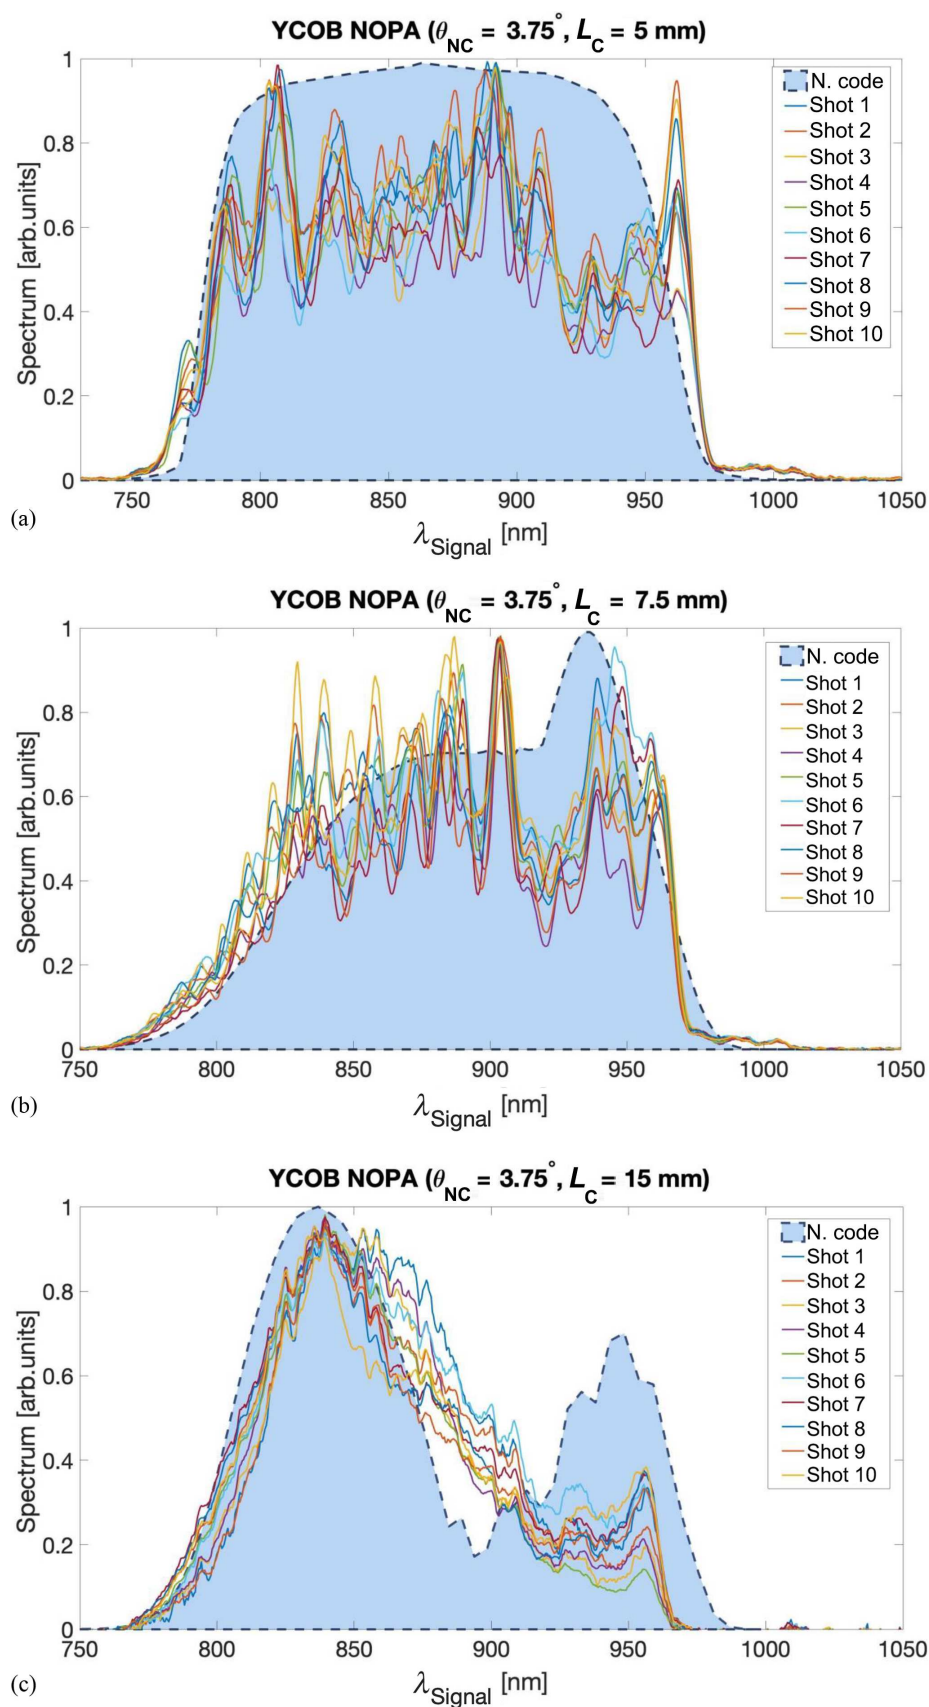 (a)
YCOB NOPA (θNC = 3.75°, LC = 5 mm)
Spectrum [arb.units]
1
0.8
0.6
0.4
0.2
0
750 800 850 900 950 1000 1050
λSignal [nm]
N. code
Shot 1
Shot 2
Shot 3
Shot 4
Shot 5
Shot 6
Shot 7
Shot 8
Shot 9
Shot 10
(b)
YCOB NOPA (θNC = 3.75°, LC = 7.5 mm)
Spectrum [arb.units]
1
0.8
0.6
0.4
0.2
0
750 800 850 900 950 1000 1050
λSignal [nm]
N. code
Shot 1
Shot 2
Shot 3
Shot 4
Shot 5
Shot 6
Shot 7
Shot 8
Shot 9
Shot 10
(c)
YCOB NOPA (θNC = 3.75°, LC = 15 mm)
Spectrum [arb.units]
1
0.8
0.6
0.4
0.2
0
750 800 850 900 950 1000 1050
λSignal [nm]
N. code
Shot 1
Shot 2
Shot 3
Shot 4
Shot 5
Shot 6
Shot 7
Shot 8
Shot 9
Shot 10